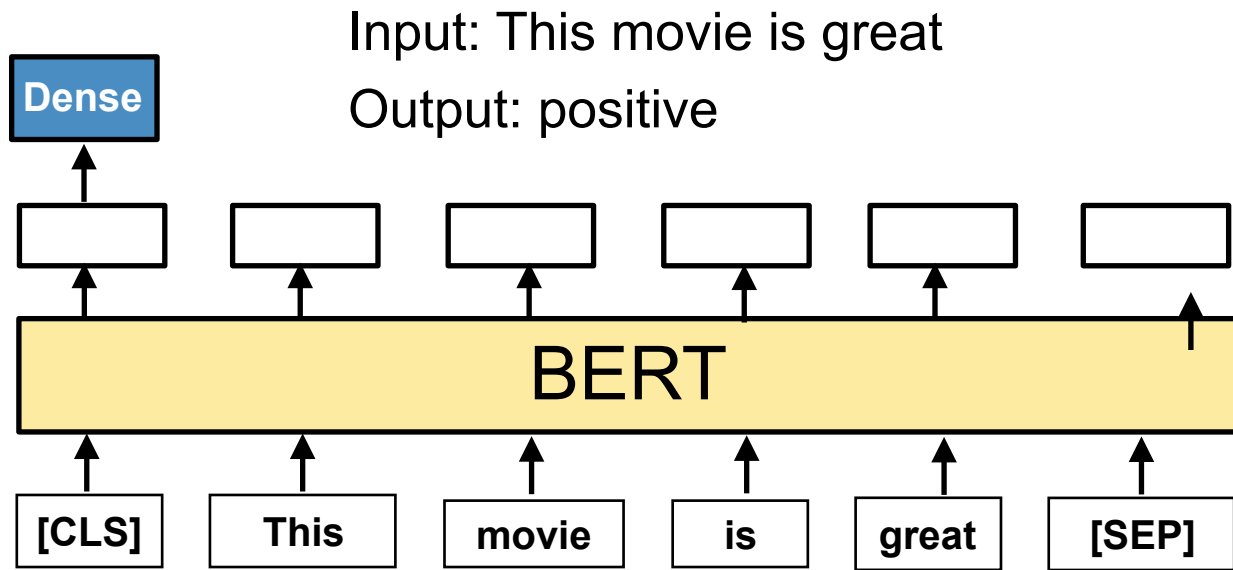 Input: This movie is great
Dense
Output: positive
BERT
[CLS] This movie is great [SEP]